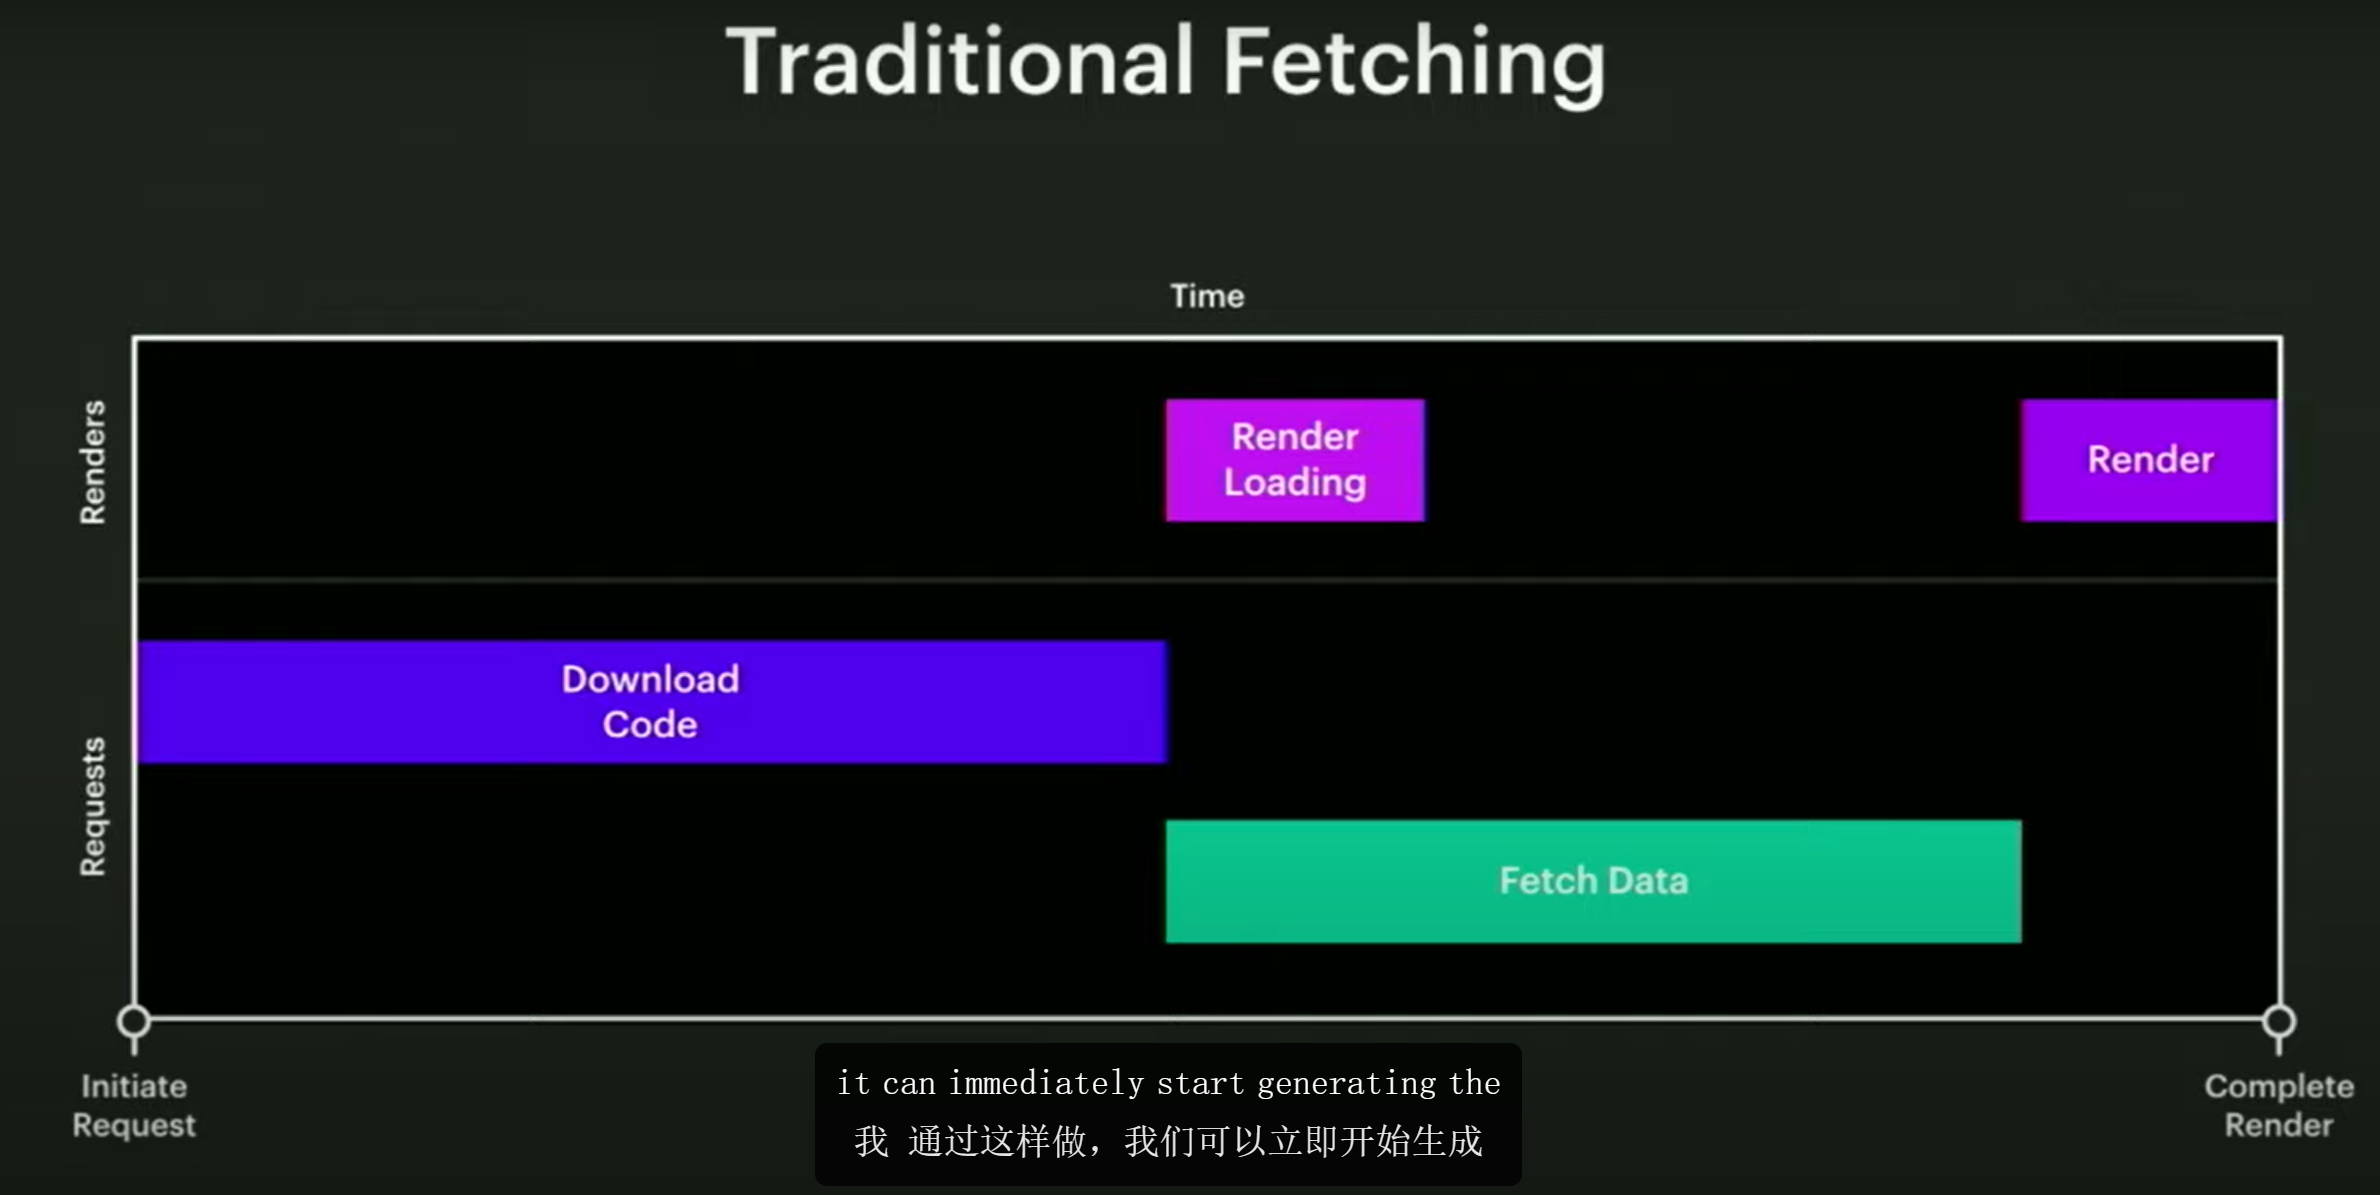 Traditional Fetching
Time
Renders
Render
Loading
Render
Requests
Download
Code
Fetch Data
Initiate
Request
Complete
Render
it can immediately start generating the
我 通过这样做，我们可以立即开始生成